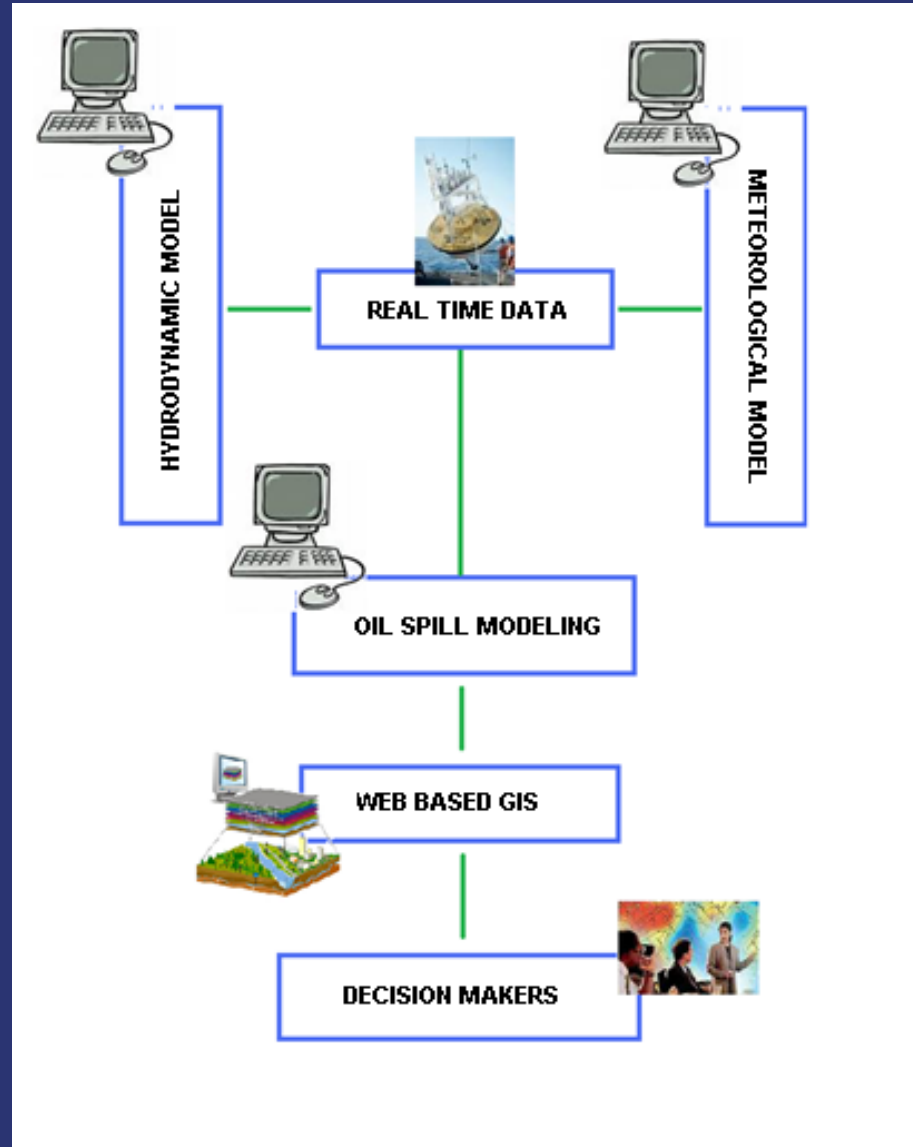 HYDRODYNAMIC MODEL
REAL TIME DATA
METEOROLOGICAL MODEL
OIL SPILL MODELING
WEB BASED GIS
DECISION MAKERS